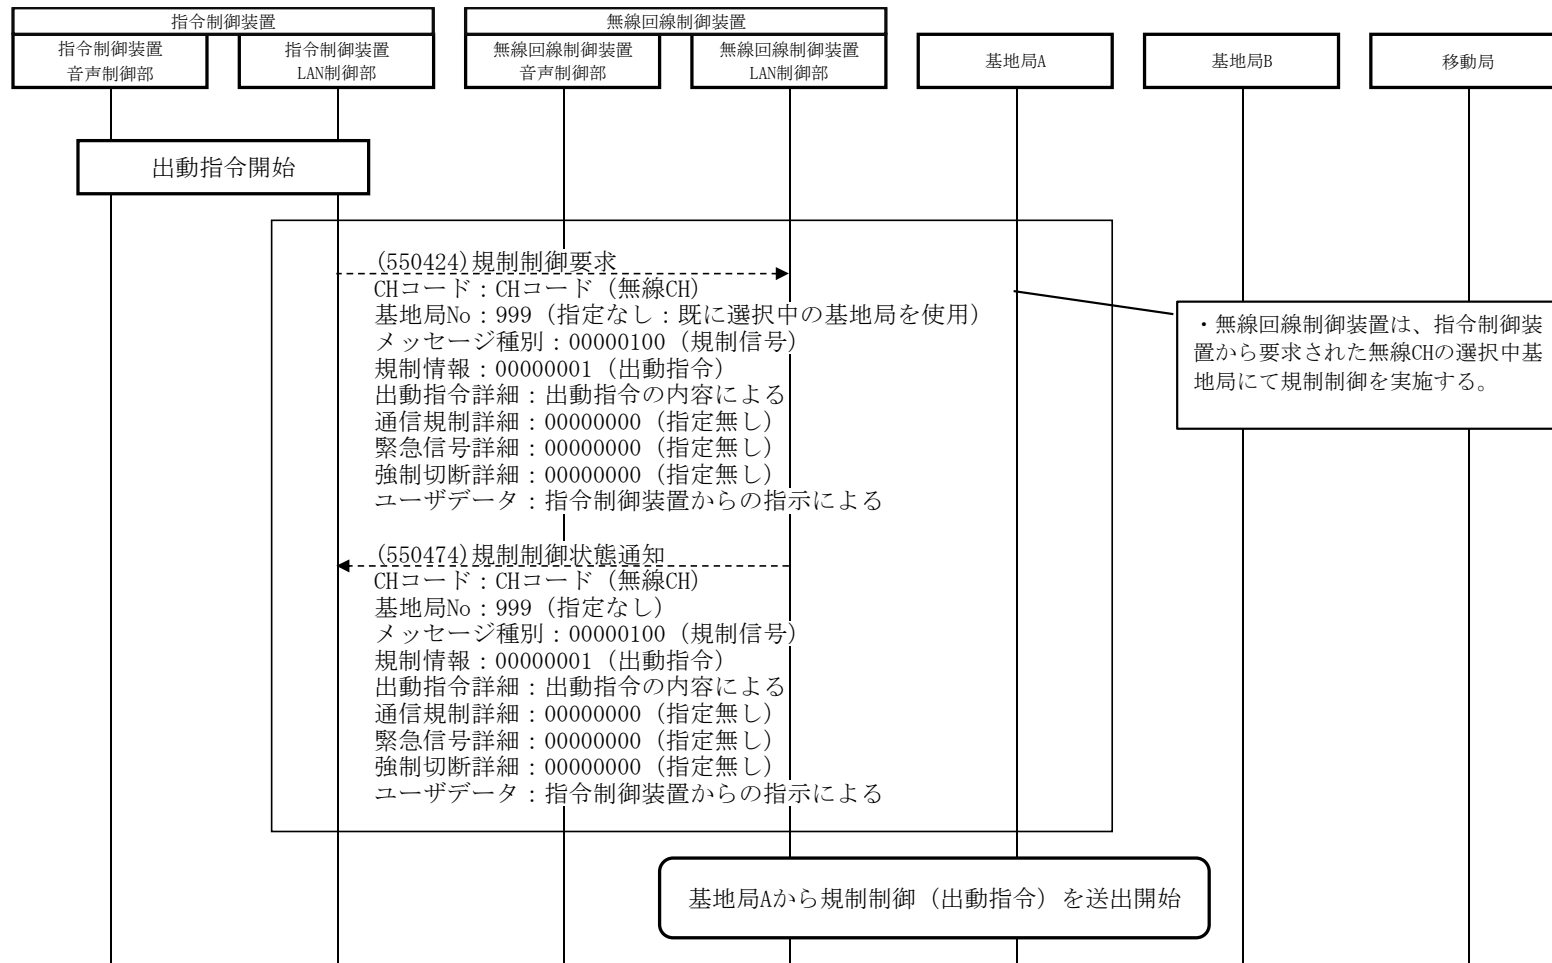 指令制御装置
無線回線制御装置
指令制御装置
音声制御部
指令制御装置
LAN制御部
無線回線制御装置
音声制御部
無線回線制御装置
LAN制御部
基地局A
基地局B
移動局
出動指令開始
(550424)規制制御要求
CHコード：CHコード（無線CH）
基地局No：999（指定なし：既に選択中の基地局を使用）
メッセージ種別：00000100（規制信号）
規制情報：00000001（出動指令）
出動指令詳細：出動指令の内容による
通信規制詳細：00000000（指定無し）
緊急信号詳細：00000000（指定無し）
強制切断詳細：00000000（指定無し）
ユーザデータ：指令制御装置からの指示による
・無線回線制御装置は、指令制御装
置から要求された無線CHの選択中基
地局にて規制制御を実施する。
(550474)規制制御状態通知
CHコード：CHコード（無線CH）
基地局No：999（指定なし）
メッセージ種別：00000100（規制信号）
規制情報：00000001（出動指令）
出動指令詳細：出動指令の内容による
通信規制詳細：00000000（指定無し）
緊急信号詳細：00000000（指定無し）
強制切断詳細：00000000（指定無し）
ユーザデータ：指令制御装置からの指示による
基地局Aから規制制御（出動指令）を送出開始